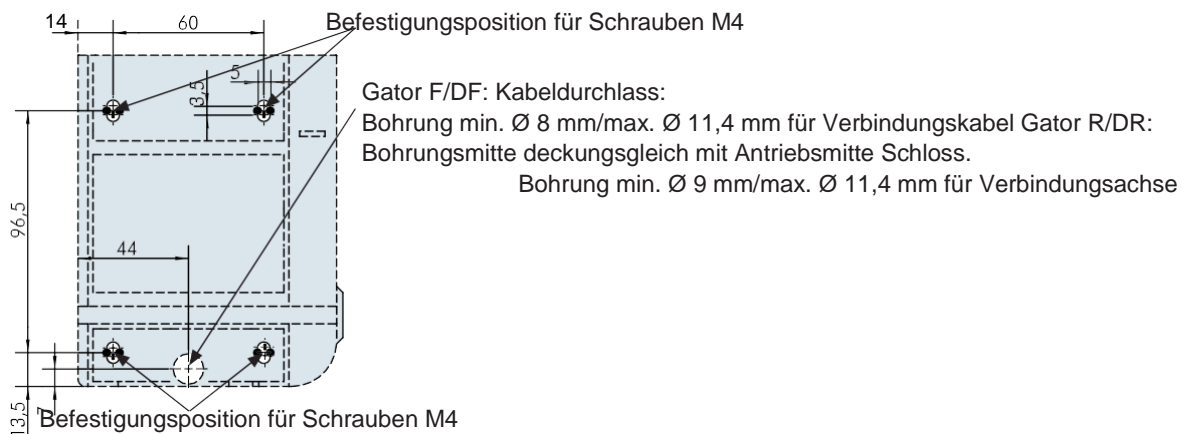 14
60
Befestigungsposition für Schrauben M4
5
3,5
Gator F/DF: Kabeldurchlass:
Bohrung min. Ø 8 mm/max. Ø 11,4 mm für Verbindungskabel Gator R/DR:
Bohrungsmitte deckungsgleich mit Antriebsmitte Schloss.
Bohrung min. Ø 9 mm/max. Ø 11,4 mm für Verbindungsachse
96,5
44
13,5
7
Befestigungsposition für Schrauben M4